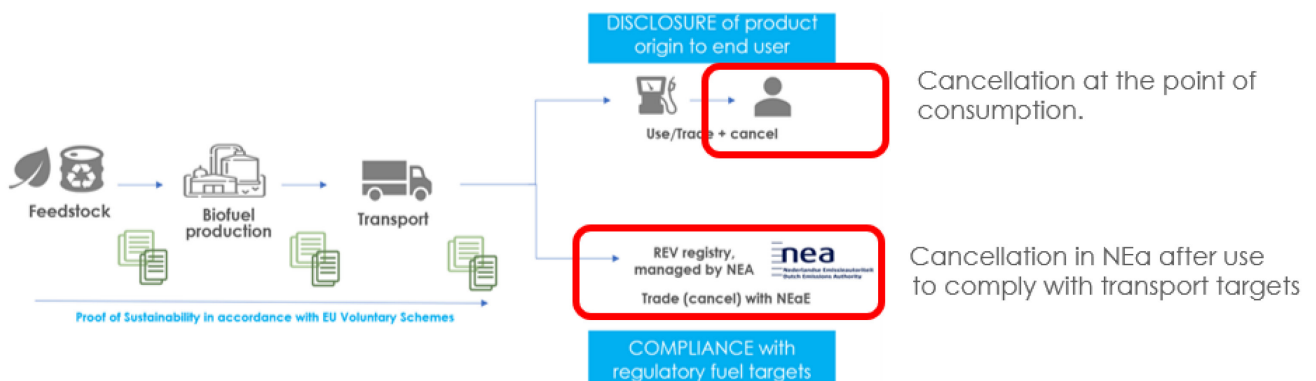 DISCLOSURE of product
origin to end user
Cancellation at the point of
consumption.
Use/Trade + cancel
Feedstock
Biofuel
production
Transport
REV registry,
managed by NEA
nea
Nederlandse Emissieautoriteit
Dutch Emissions Authority
Trade (cancel) with NEaE
Cancellation in NEa after use
to comply with transport targets
Proof of Sustainability in accordance with EU Voluntary Schemes
COMPLIANCE with
regulatory fuel targets